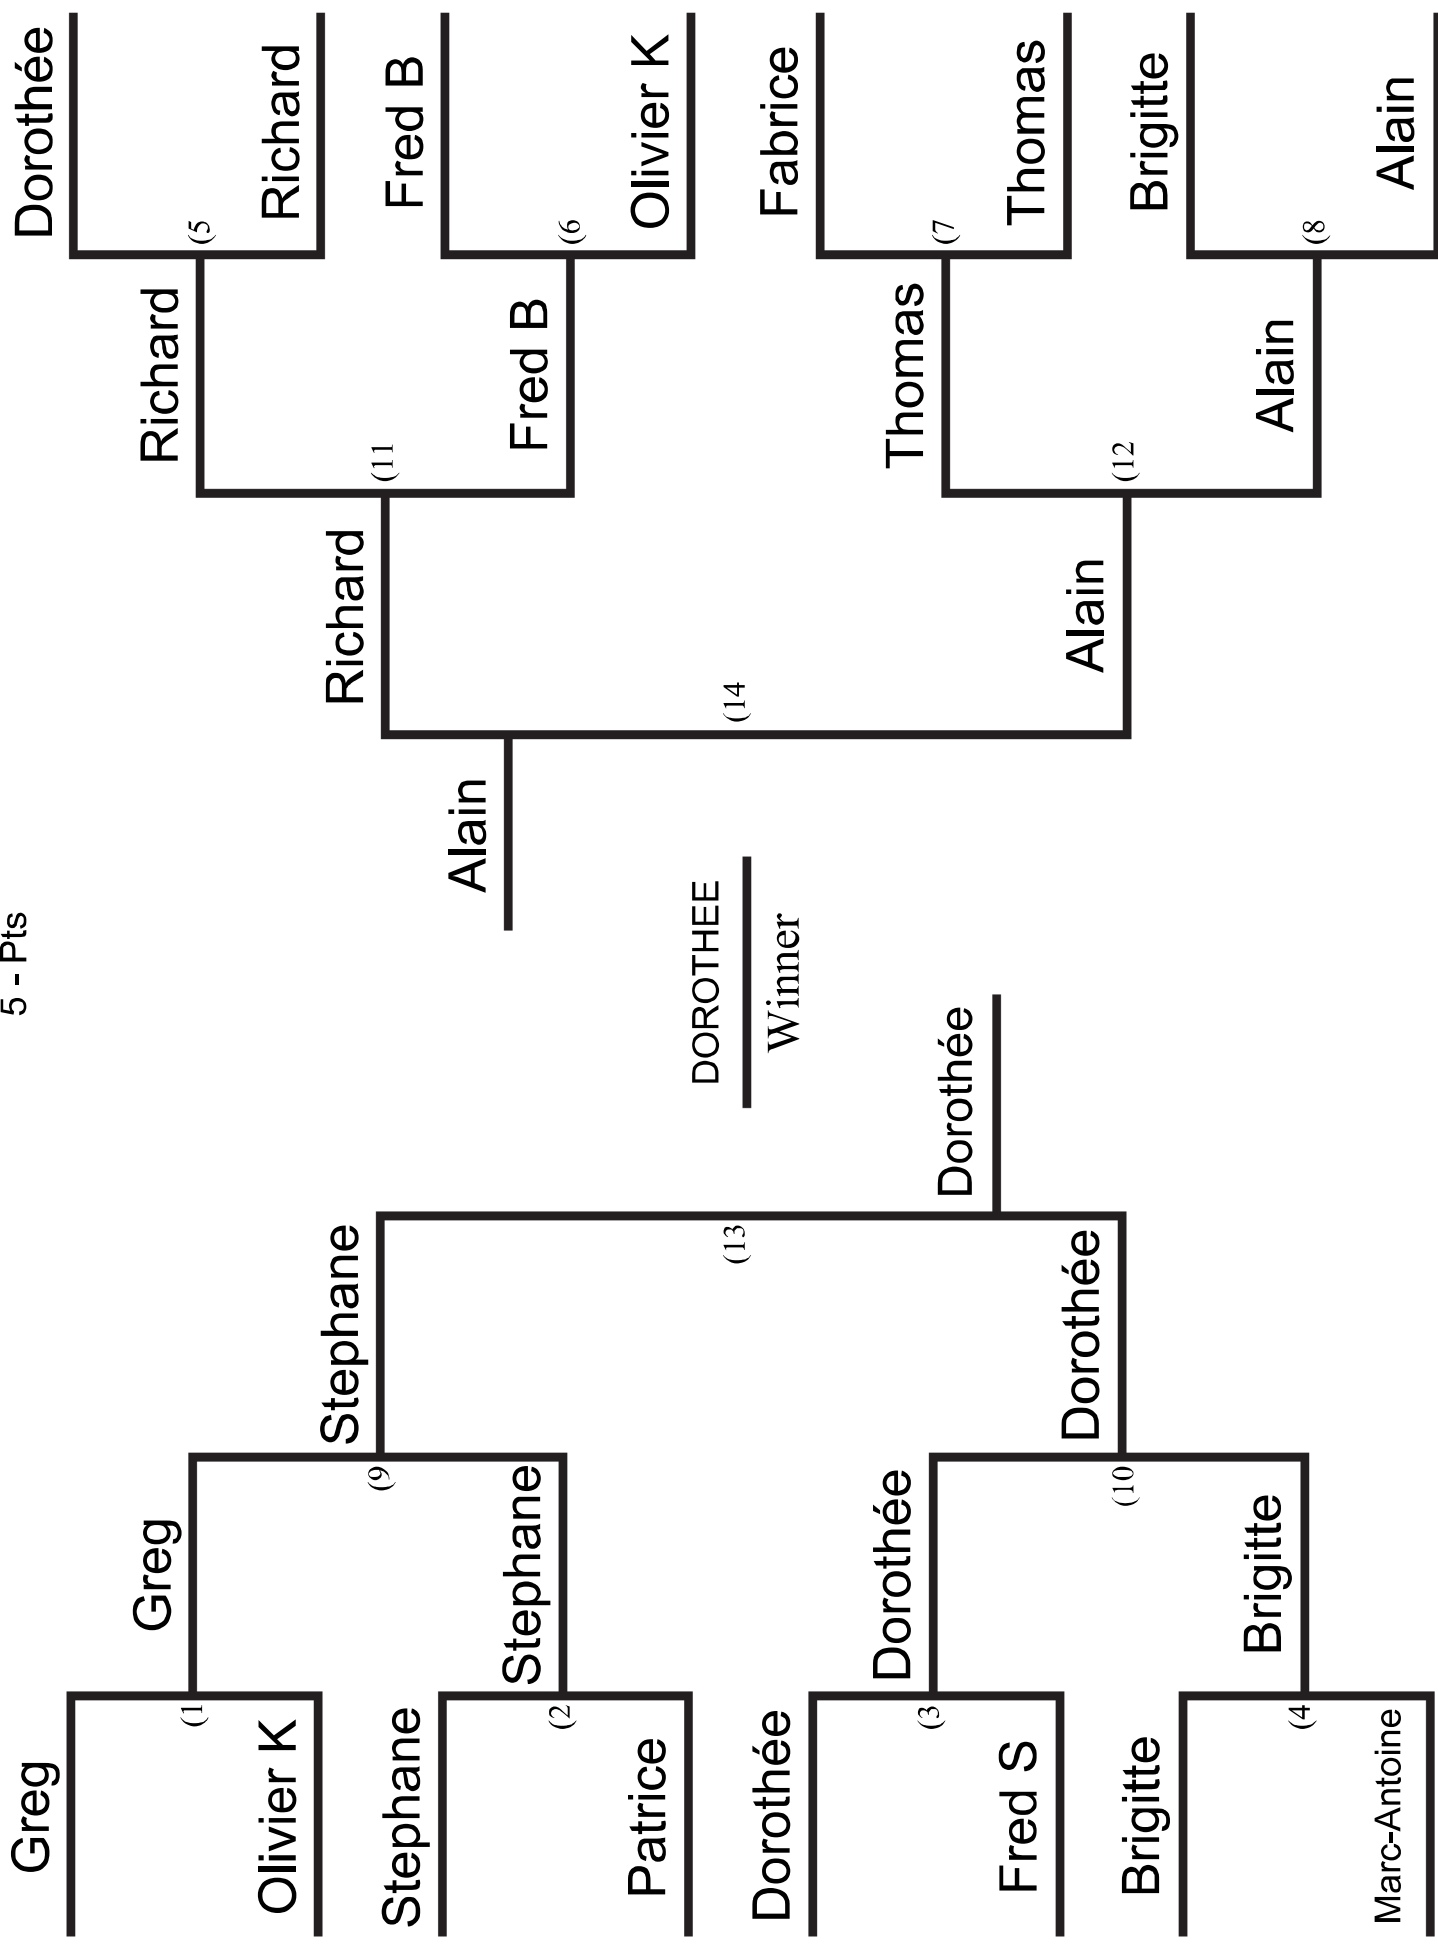 5 - Pts
Greg
(1
Olivier K
Stephane
(2
Patrice
Dorothée
(3
Fred S
Brigitte
(4
Marc-Antoine
Greg
(9
Stephane
Dorothée
(10
Brigitte
Stephane
(13
Dorothée
Dorothée
DOROTHEE
Winner
Alain
Richard
(14
Alain
Richard
(11
Fred B
Thomas
(12
Alain
Dorothée
(5
Richard
Fred B
(6
Olivier K
Fabrice
(7
Thomas
Brigitte
(8
Alain